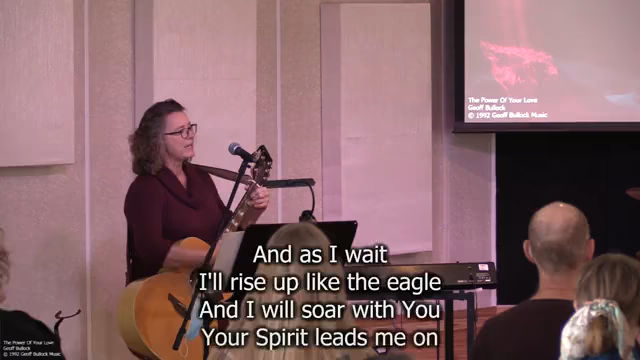 The Power Of Your Love
Geoff Bullock
© 1992 Geoff Bullock Music
And as I wait
I'll rise up like the eagle
And I will soar with You
Your Spirit leads me on
The Power Of Your Love
Geoff Bullock
© 1992 Geoff Bullock Music